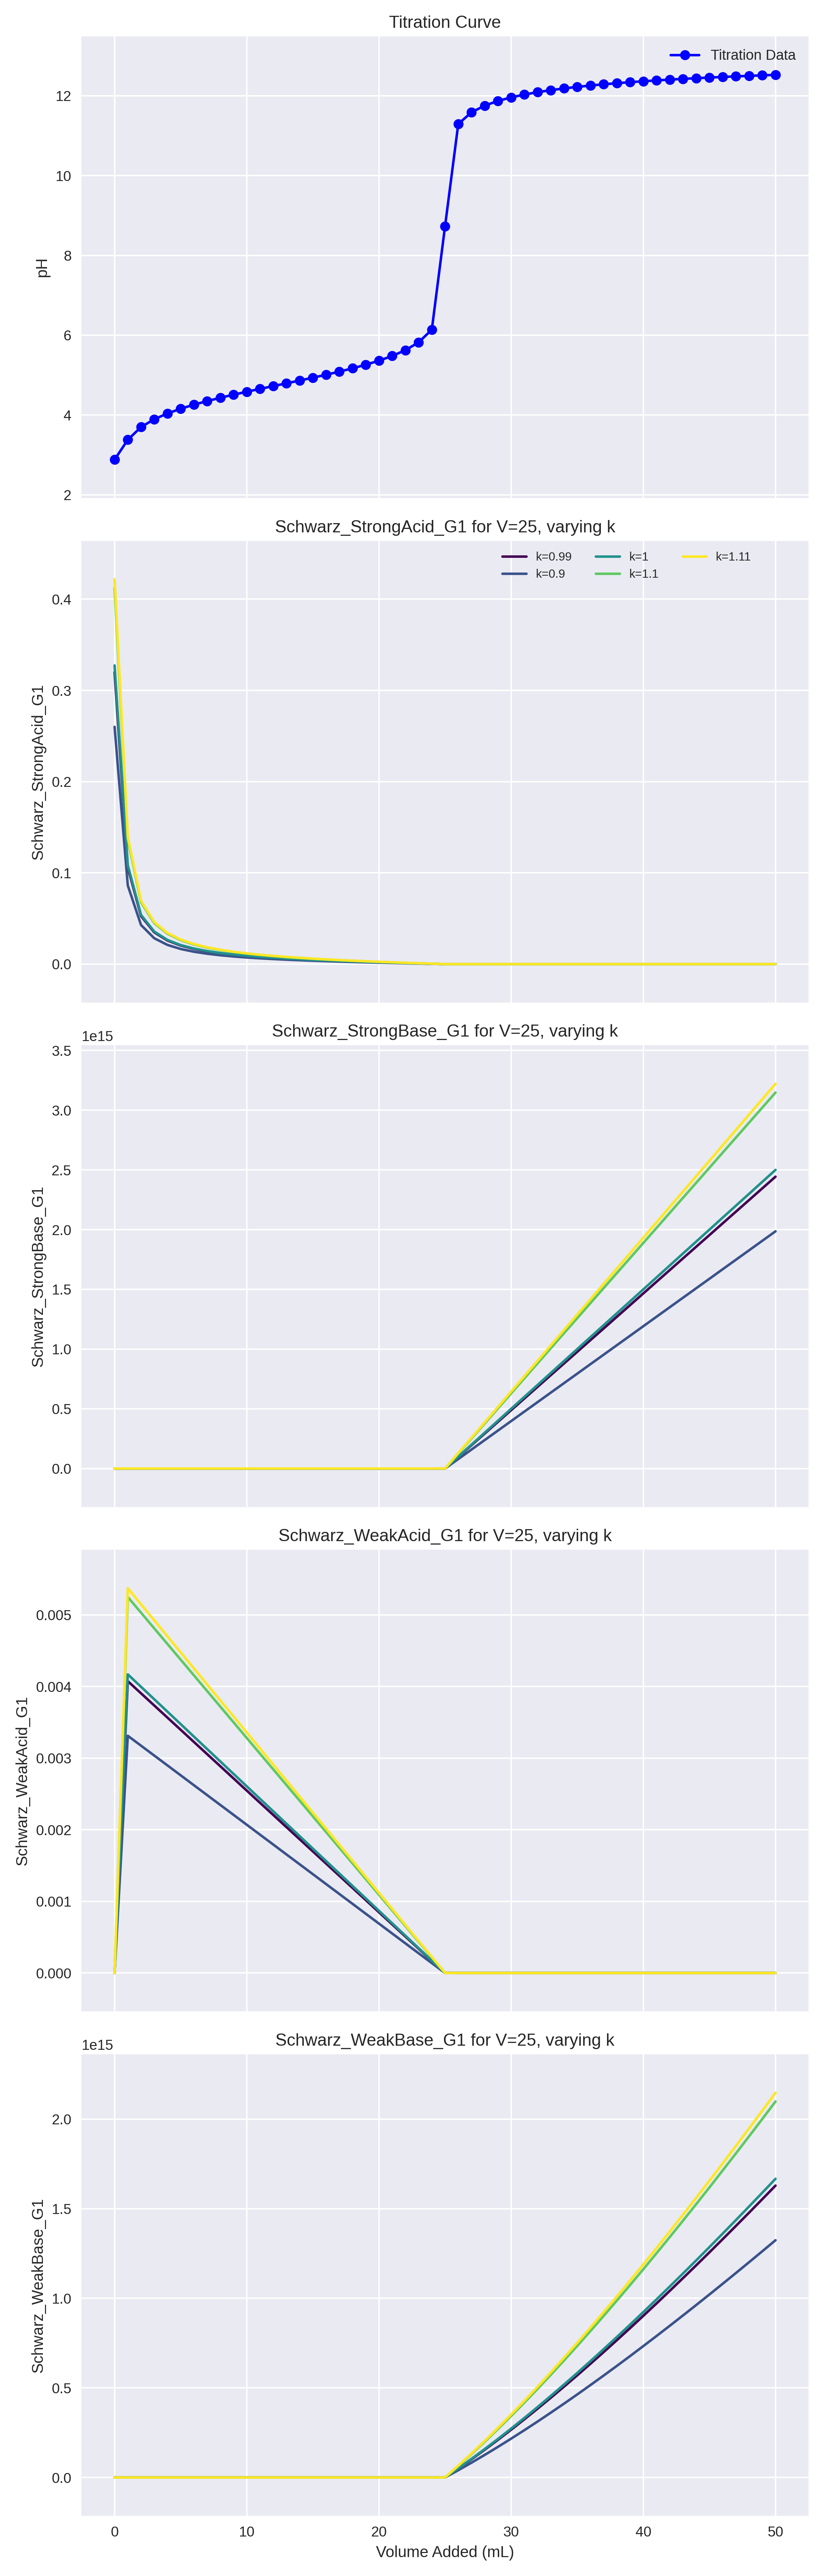 Titration Curve
Titration Data
12
10
8
6
4
2
pH
Schwarz_StrongAcid_G1 for V=25, varying k
k=0.99 k=1 k=1.11
k=0.9 k=1.1
0.4
0.3
0.2
0.1
0.0
Schwarz_StrongAcid_G1
Schwarz_StrongBase_G1 for V=25, varying k
1e15
3.5
3.0
2.5
2.0
1.5
1.0
0.5
0.0
Schwarz_StrongBase_G1
Schwarz_WeakAcid_G1 for V=25, varying k
0.005
0.004
0.003
0.002
0.001
0.000
Schwarz_WeakAcid_G1
Schwarz_WeakBase_G1 for V=25, varying k
1e15
2.0
1.5
1.0
0.5
0.0
Schwarz_WeakBase_G1
0 10 20 30 40 50
Volume Added (mL)